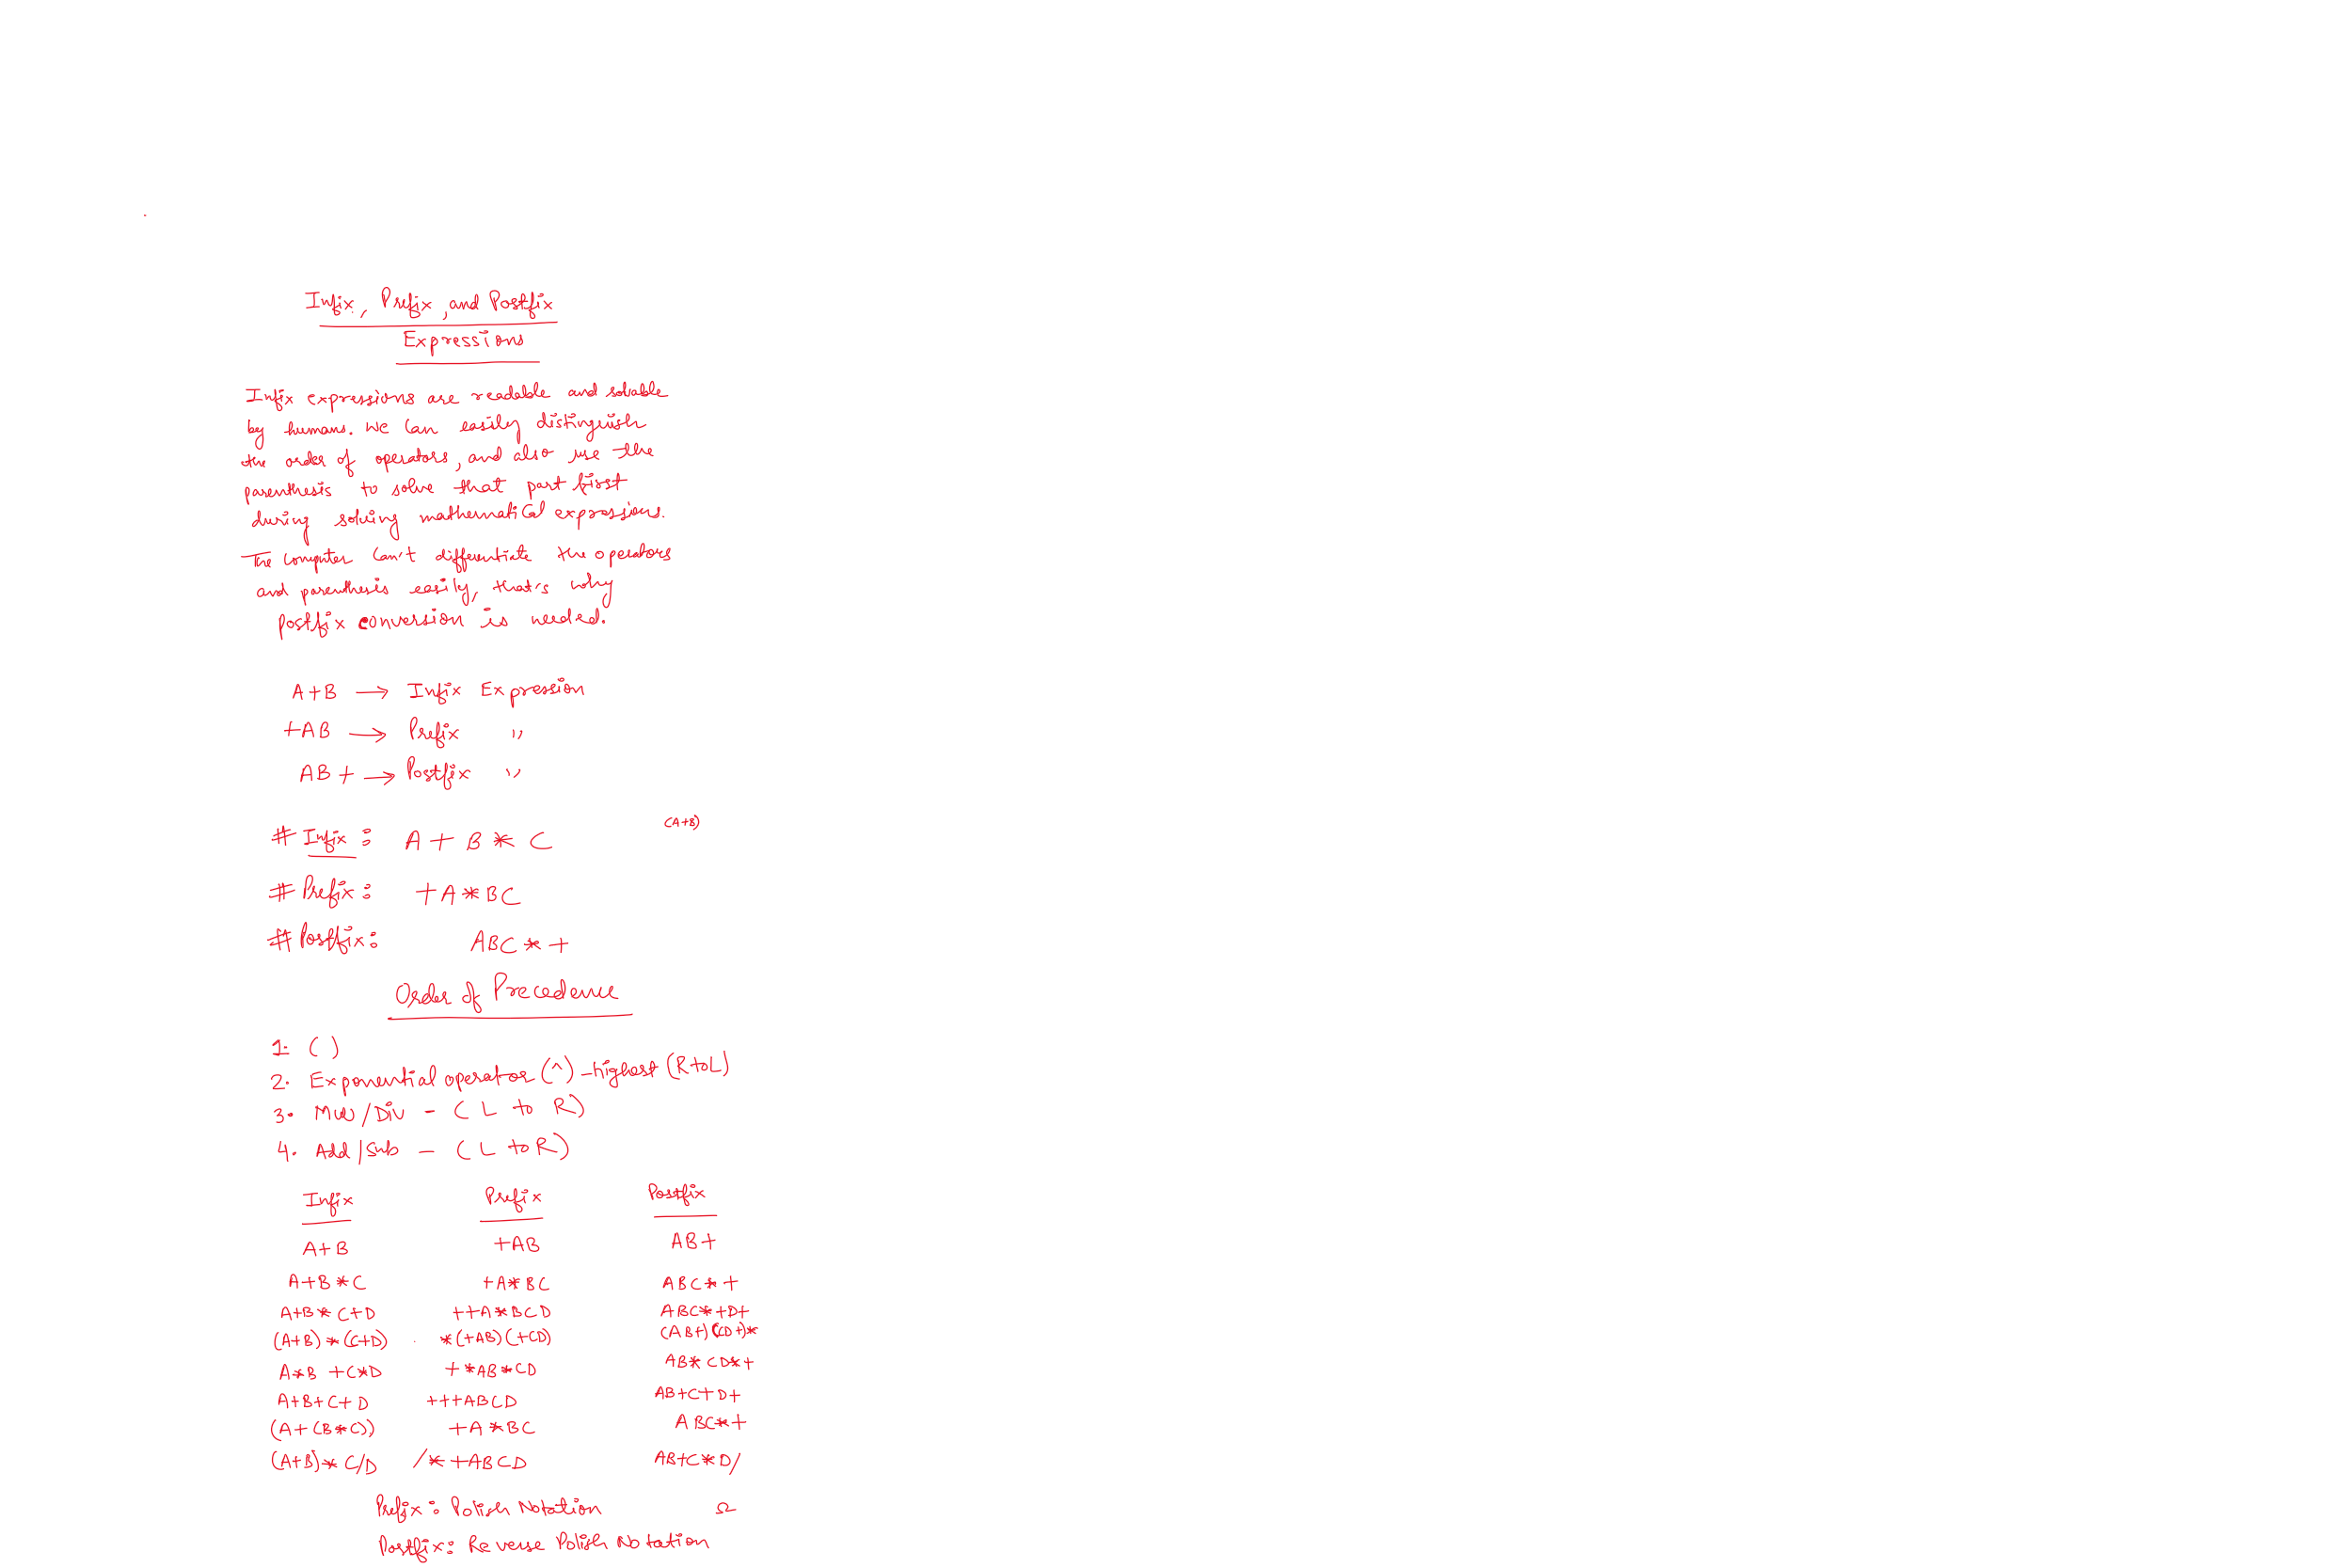 Infix, Prefix, and Postfix
Expressions
Infix expressions are readable and solvable
by humans. We can easily distinguish
the order of operators, and also use the
parenthesis to solve that part first
during solving mathematical expressions.
The computer can't differentiate the operators
and parenthesis easily, that's why
postfix conversion is needed.
A+B → Infix Expression
+AB → Prefix "
AB+ → Postfix "
(A+B)
# Infix: A + B * C
# Prefix: +A*BC
# Postfix: ABC*+
Order of Precedence
1. ( )
2. Exponential operator (^) - highest (R to L)
3. Mul/Div - (L to R)
4. Add/Sub - (L to R)
Infix Prefix Postfix
A+B +AB AB+
A+B*C +A*BC ABC*+
A+B*C+D ++A*BCD ABC*+D+
(A+B)*(C+D) *(+AB)(+CD) (AB+)(CD+)*
A*B+C*D +*AB*CD AB*CD*+
A+B+C+D +++ABCD AB+C+D+
(A+(B*C)) +A*BC ABC*+
(A+B)*C/D /*+ABCD AB+C*D/
Prefix: Polish Notation
Postfix: Reverse Polish Notation